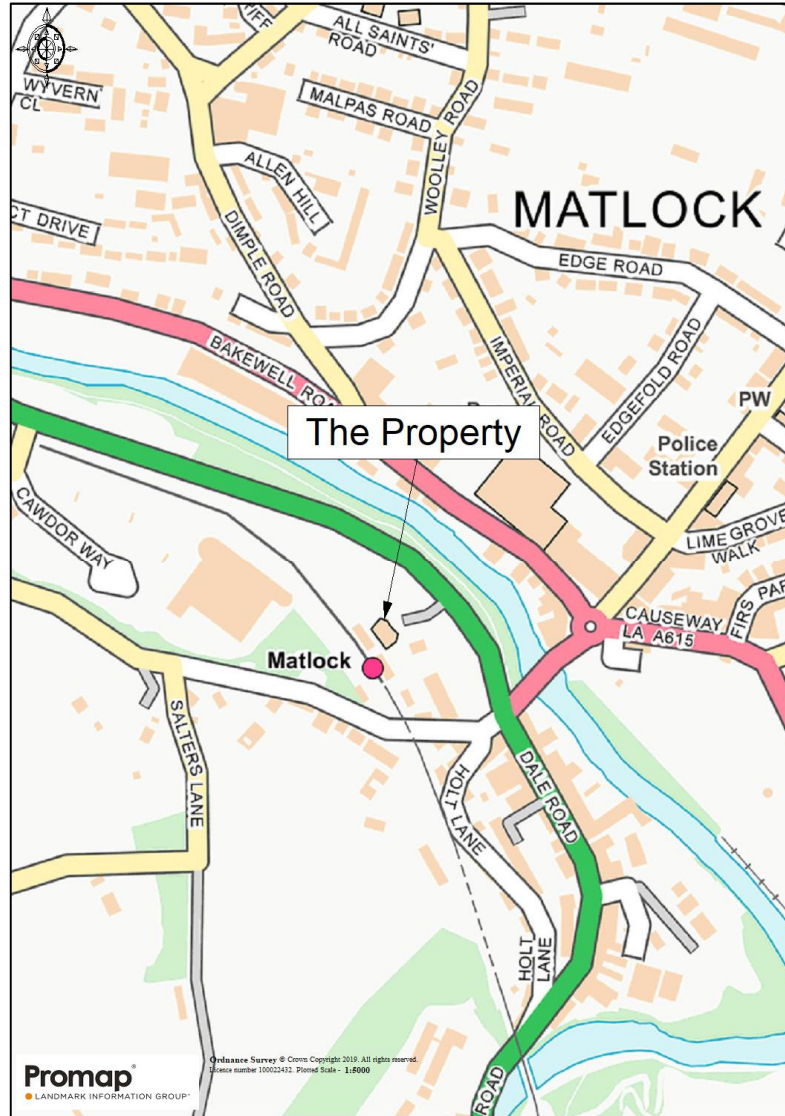 ALL SAINTS'
ROAD
WYVERN
CL
MALPAS ROAD
WOOLLEY ROAD
ALLEN HILL
MATLOCK
CT DRIVE
DIMPLE ROAD
EDGE ROAD
BAKEWELL ROA
IMPERIAL ROAD
EDGEFOLD ROAD
PW
The Property
Police
Station
CAWDOR WAY
LIME GROVE
WALK
FIRS PAR
CAUSEWAY
LA A615
Matlock
SALTERS LANE
HOLT LANE
DALE ROAD
HOLT
LANE
ROAD
Promap®
LANDMARK INFORMATION GROUP®
Ordnance Survey © Crown Copyright 2019. All rights reserved.
Licence number 100022432. Plotted Scale - 1:5000